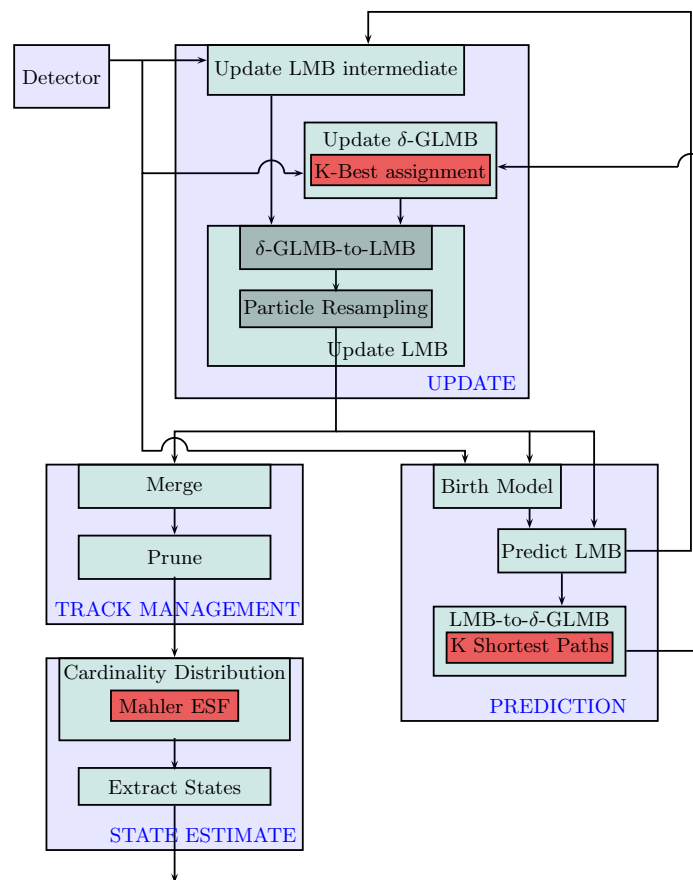 Detector
Update LMB intermediate
Update δ-GLMB
K-Best assignment
δ-GLMB-to-LMB
Particle Resampling
Update LMB
UPDATE
Merge
Prune
TRACK MANAGEMENT
Birth Model
Predict LMB
LMB-to-δ-GLMB
K Shortest Paths
PREDICTION
Cardinality Distribution
Mahler ESF
Extract States
STATE ESTIMATE